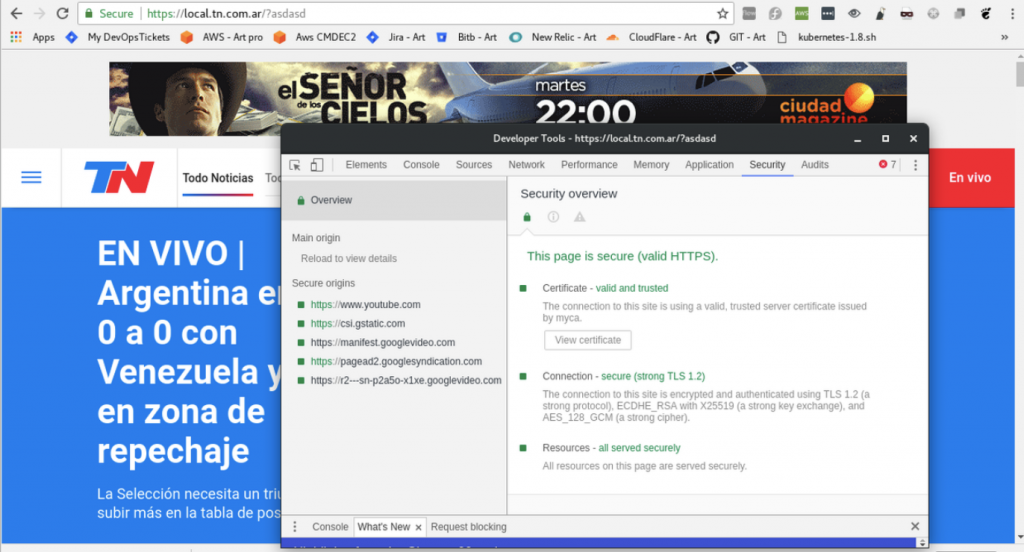 Secure https://local.tn.com.ar/?asdasd
Apps My DevOpsTickets AWS - Art pro Aws CMDEC2 Jira - Art Bitb - Art New Relic - Art CloudFlare - Art GIT - Art kubernetes-1.8.sh »
el SEÑOR de los CIELOS
martes
22:00
ciudad magazine
Developer Tools - https://local.tn.com.ar/?asdasd
Elements Console Sources Network Performance Memory Application Security Audits 7
TN Todo Noticias
En vivo
Overview
Main origin
Reload to view details
Secure origins
https://www.youtube.com
https://csi.gstatic.com
https://manifest.googlevideo.com
https://pagead2.googlesyndication.com
https://r2---sn-p2a5o-x1xe.googlevideo.com
Security overview
This page is secure (valid HTTPS).
Certificate - valid and trusted
The connection to this site is using a valid, trusted server certificate issued
by myca.
View certificate
Connection - secure (strong TLS 1.2)
The connection to this site is encrypted and authenticated using TLS 1.2 (a
strong protocol), ECDHE_RSA with X25519 (a strong key exchange), and
AES_128_GCM (a strong cipher).
Resources - all served securely
All resources on this page are served securely.
EN VIVO |
Argentina
0 a 0 con
Venezuela y
en zona de
repechaje
La Selección necesita un
subir más en la tabla de
Console What's New × Request blocking